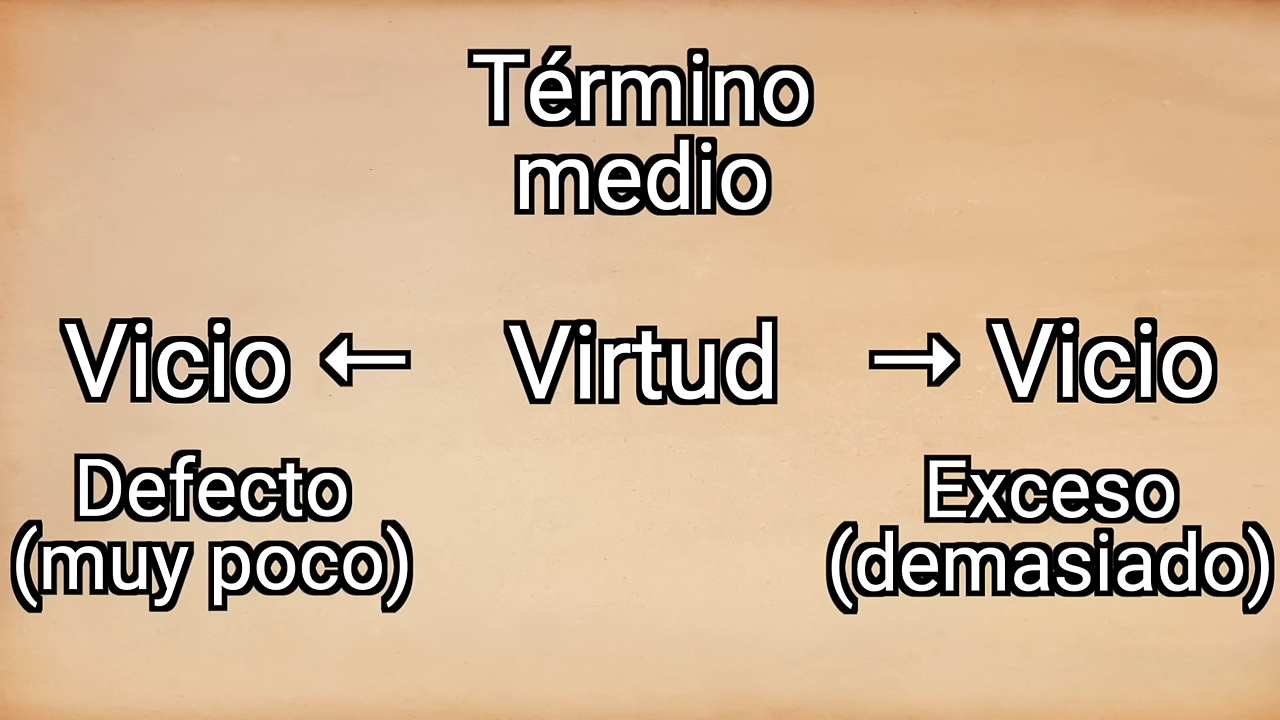 Término
medio
Vicio ← Virtud → Vicio
Defecto
(muy poco)
Exceso
(demasiado)